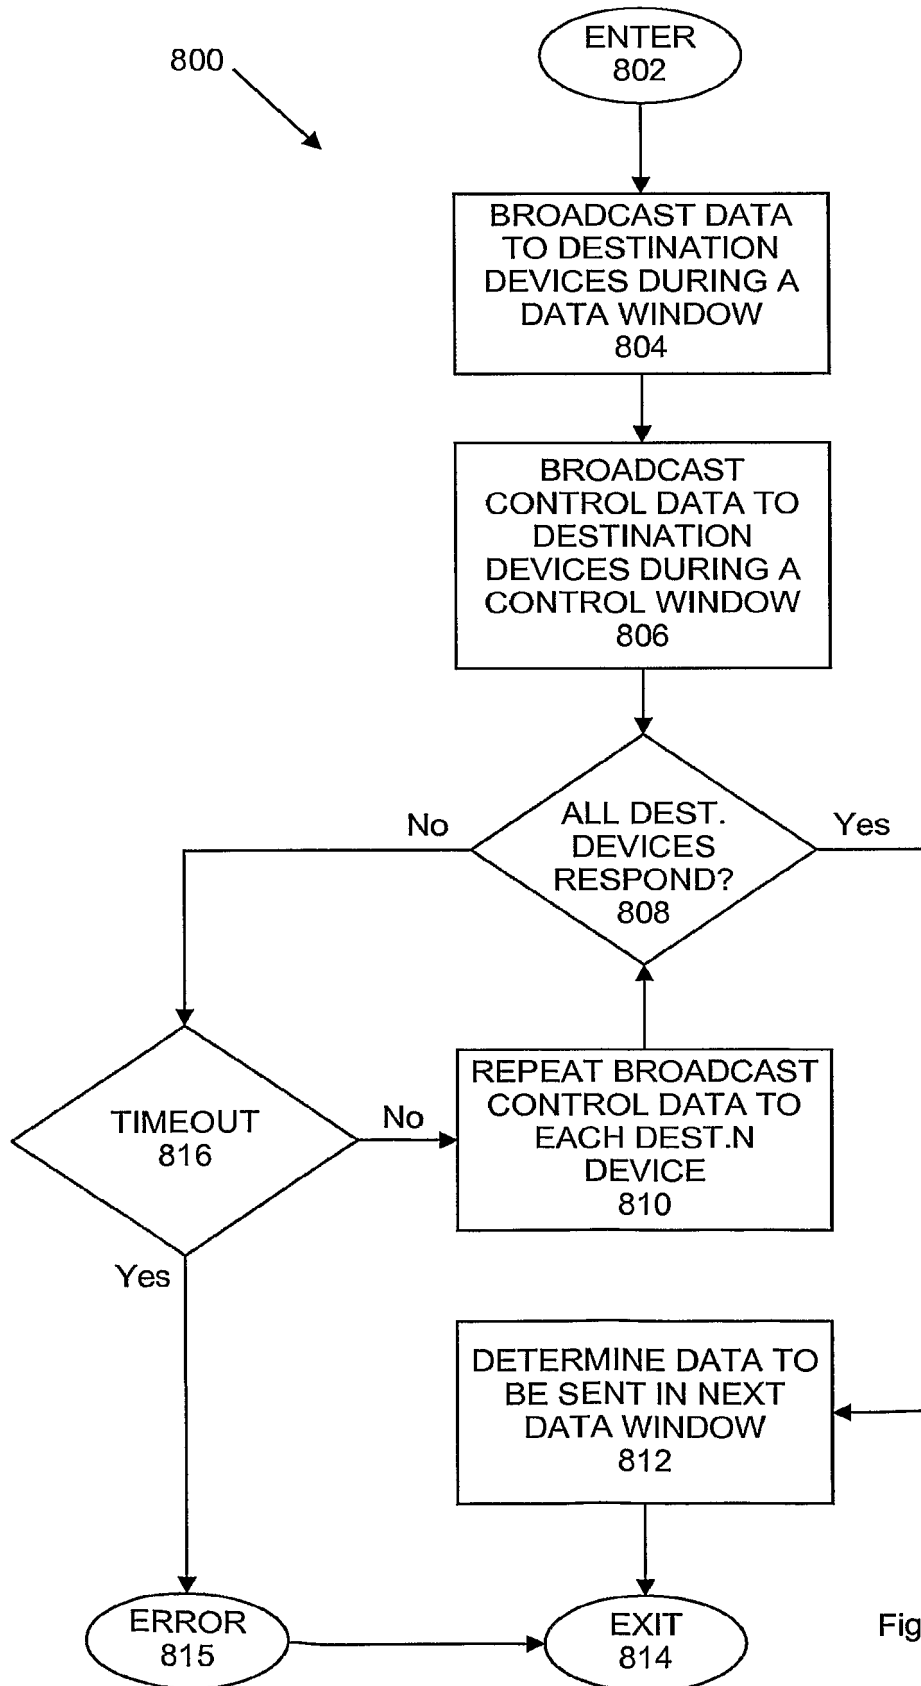 800
ENTER
802
BROADCAST DATA
TO DESTINATION
DEVICES DURING A
DATA WINDOW
804
BROADCAST
CONTROL DATA TO
DESTINATION
DEVICES DURING A
CONTROL WINDOW
806
No
ALL DEST.
DEVICES
RESPOND?
808
Yes
TIMEOUT
816
No
REPEAT BROADCAST
CONTROL DATA TO
EACH DEST.N
DEVICE
810
Yes
DETERMINE DATA TO
BE SENT IN NEXT
DATA WINDOW
812
ERROR
815
EXIT
814
Fig